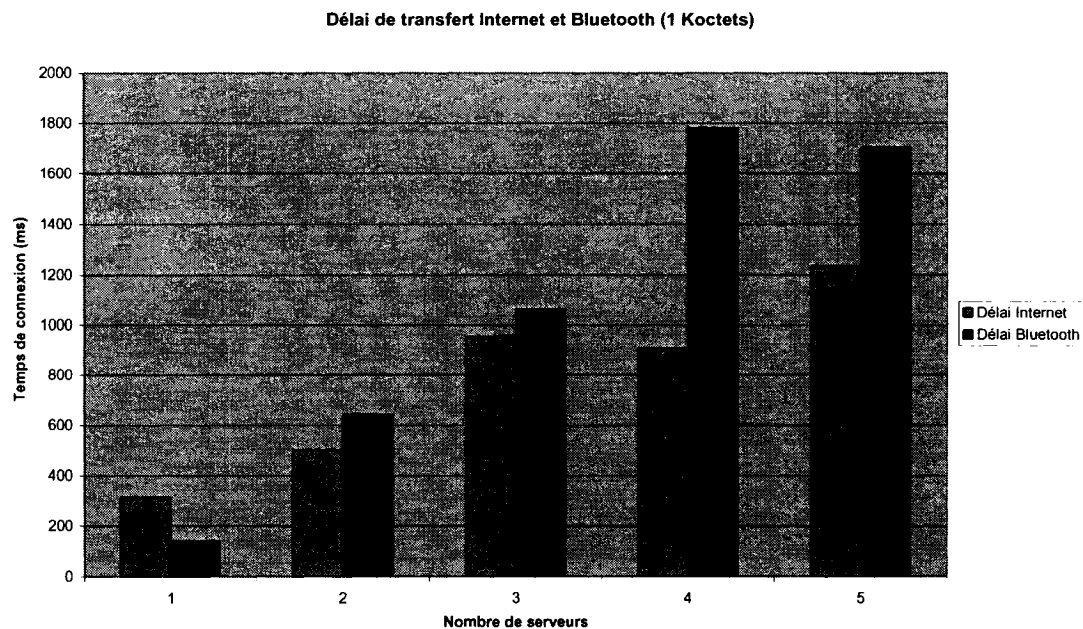 Délai de transfert Internet et Bluetooth (1 Koctets)
Temps de connexion (ms)
2000
1800
1600
1400
1200
1000
800
600
400
200
0
1 2 3 4 5
Nombre de serveurs
Délai Internet
Délai Bluetooth